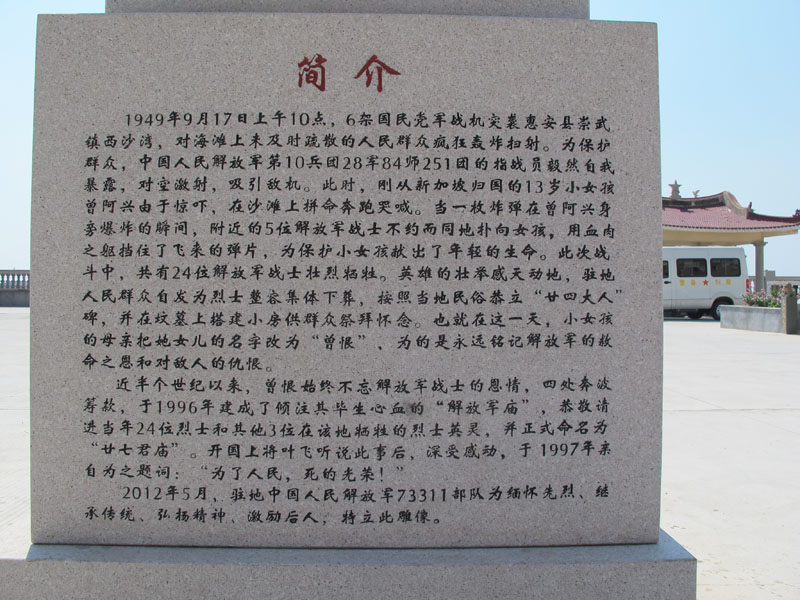 简介
1949年9月17日上午10点，6架国民党军战机突袭惠安县崇武
镇西沙湾，对海滩上未及时疏散的人民群众疯狂轰炸扫射。为保护
群众，中国人民解放军第10兵团28军84师251团的指战员毅然自我
暴露，对空激射，吸引敌机。此时，刚从新加坡归国的13岁小女孩
曾阿兴由于惊吓，在沙滩上拼命奔跑哭喊。当一枚炸弹在曾阿兴身
旁爆炸的瞬间，附近的5位解放军战士不约而同地扑向女孩，用血肉
之躯挡住了飞来的弹片，为保护小女孩献出了年轻的生命。此次战
斗中，共有24位解放军战士壮烈牺牲。英雄的壮举感天动地，驻地
人民群众自发为烈士整容集体下葬，按照当地民俗恭立“廿四大人”
碑，并在坟墓上搭建小房供群众祭拜怀念。也就在这一天，小女孩
的母亲把她女儿的名字改为“曾恨”、为的是永远铭记解放军的救
命之恩和对敌人的仇恨。
近半个世纪以来，曾恨始终不忘解放军战士的恩情，四处奔波
筹款，于1996年建成了倾注其毕生心血的“解放军庙”，恭敬请
进当年24位烈士和其他3位在该地牺牲的烈士英灵，并正式命名为
“廿七君庙”。开国上将叶飞听说此事后，深受感动，于1997年亲
自为之题词：“为了人民，死的光荣！”
2012年5月，驻地中国人民解放军73311部队为缅怀先烈、继
承传统、弘扬精神、激励后人，特立此雕像。